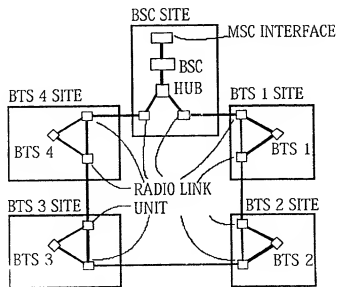 BSC SITE
MSC INTERFACE
BSC
HUB
BTS 4 SITE
BTS 1 SITE
BTS 4
BTS 1
RADIO LINK
UNIT
BTS 3 SITE
BTS 2 SITE
BTS 3
BTS 2